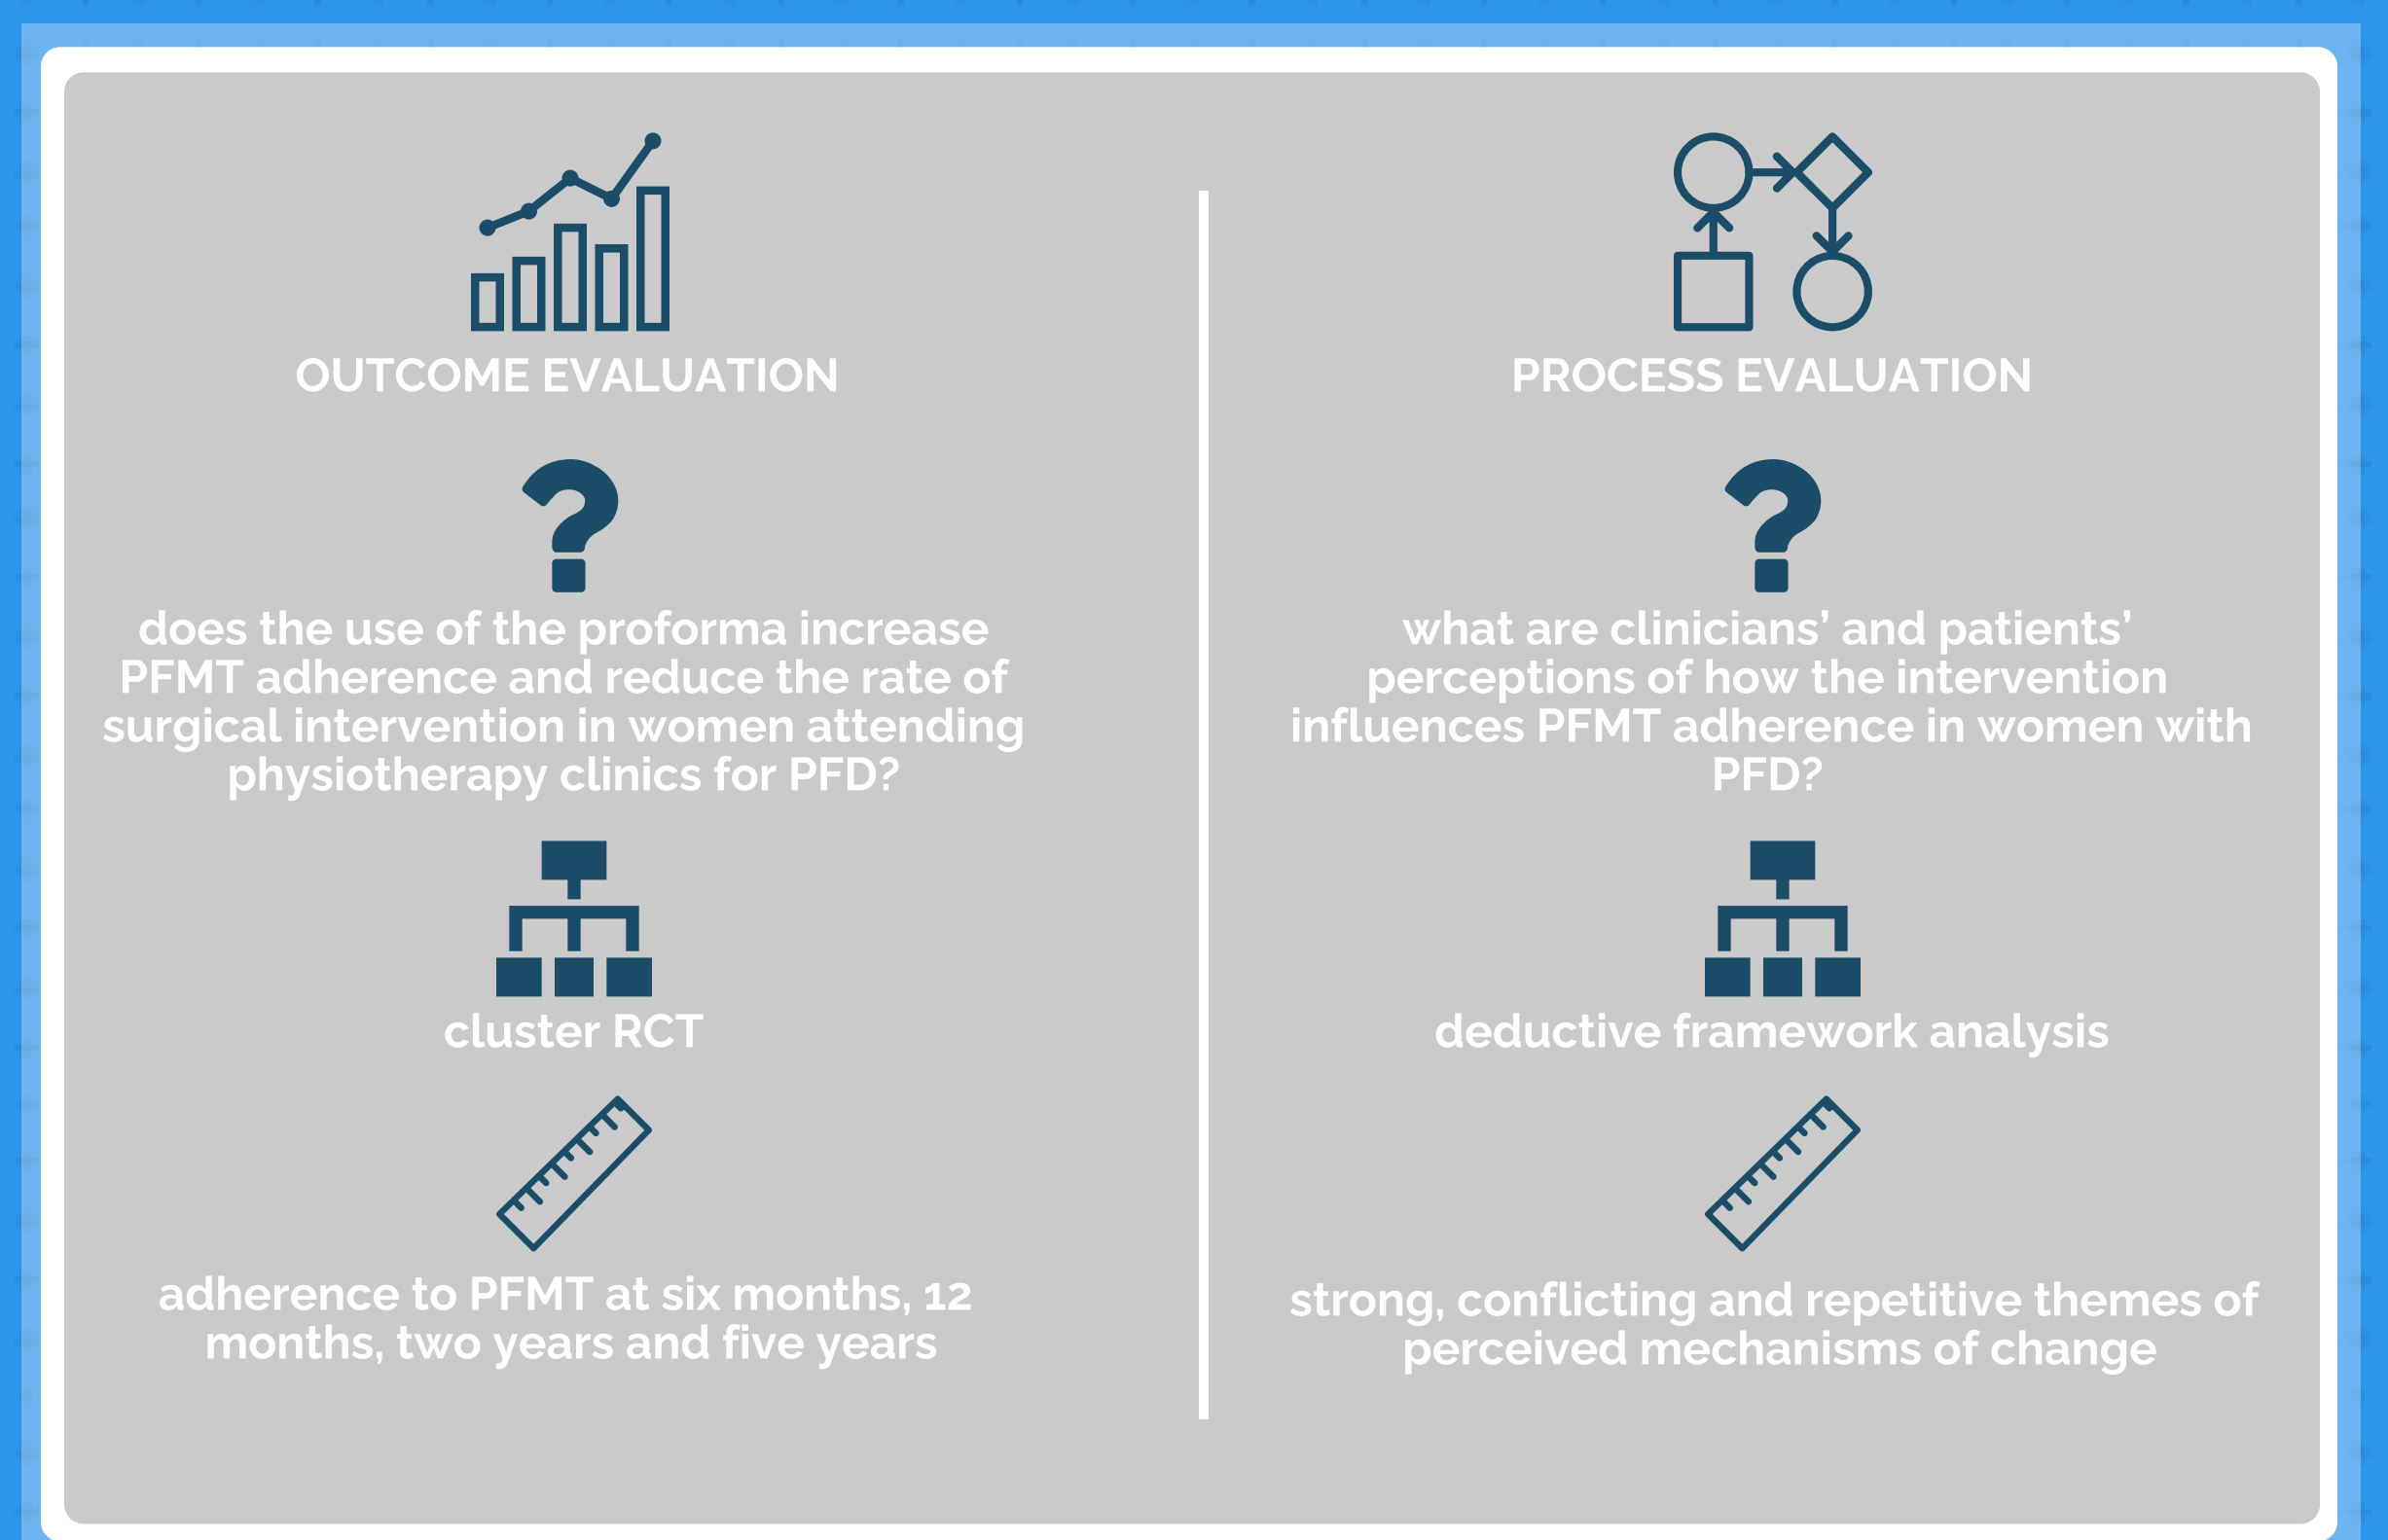 OUTCOME EVALUATION
does the use of the proforma increase
PFMT adherence and reduce the rate of
surgical intervention in women attending
physiotherapy clinics for PFD?
cluster RCT
adherence to PFMT at six months, 12
months, two years and five years
PROCESS EVALUATION
what are clinicians’ and patients’
perceptions of how the intervention
influences PFMT adherence in women with
PFD?
deductive framework analysis
strong, conflicting and repetitive themes of
perceived mechanisms of change